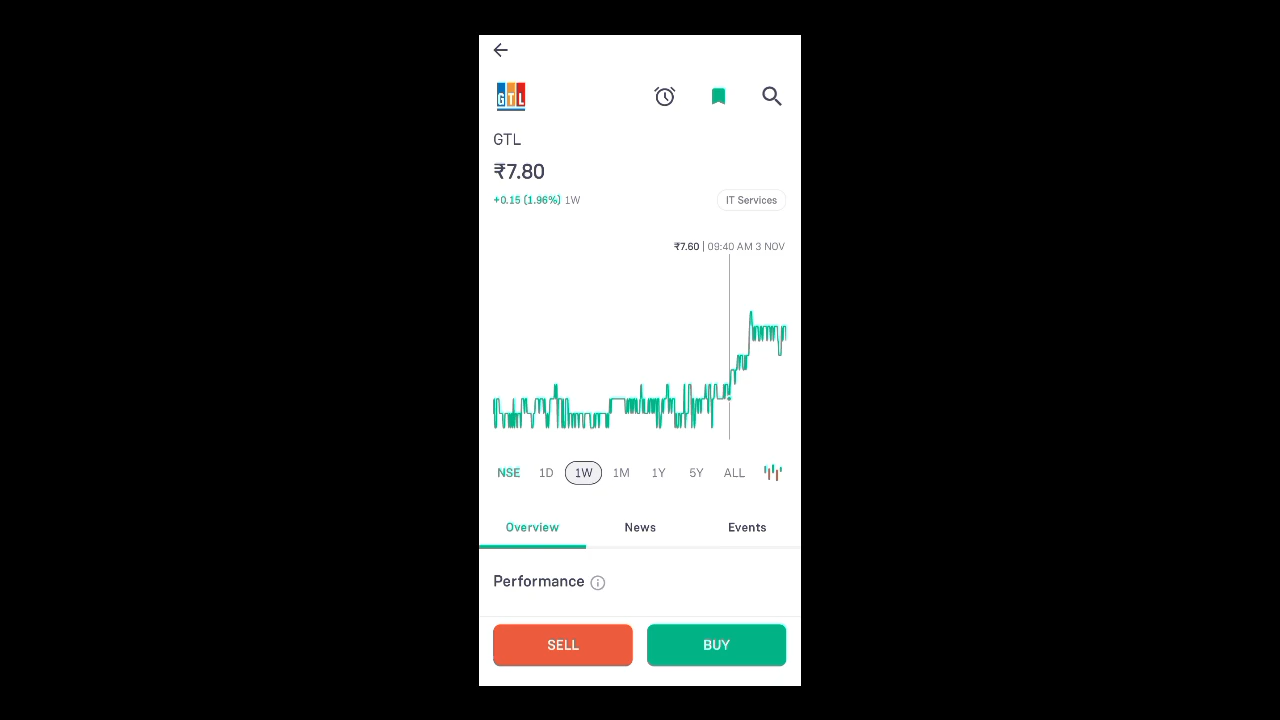 GTL
GTL
₹7.80
+0.15 (1.96%) 1W
IT Services
₹7.60 | 09:40 AM 3 NOV
NSE 1D 1W 1M 1Y 5Y ALL
Overview News Events
Performance
SELL BUY